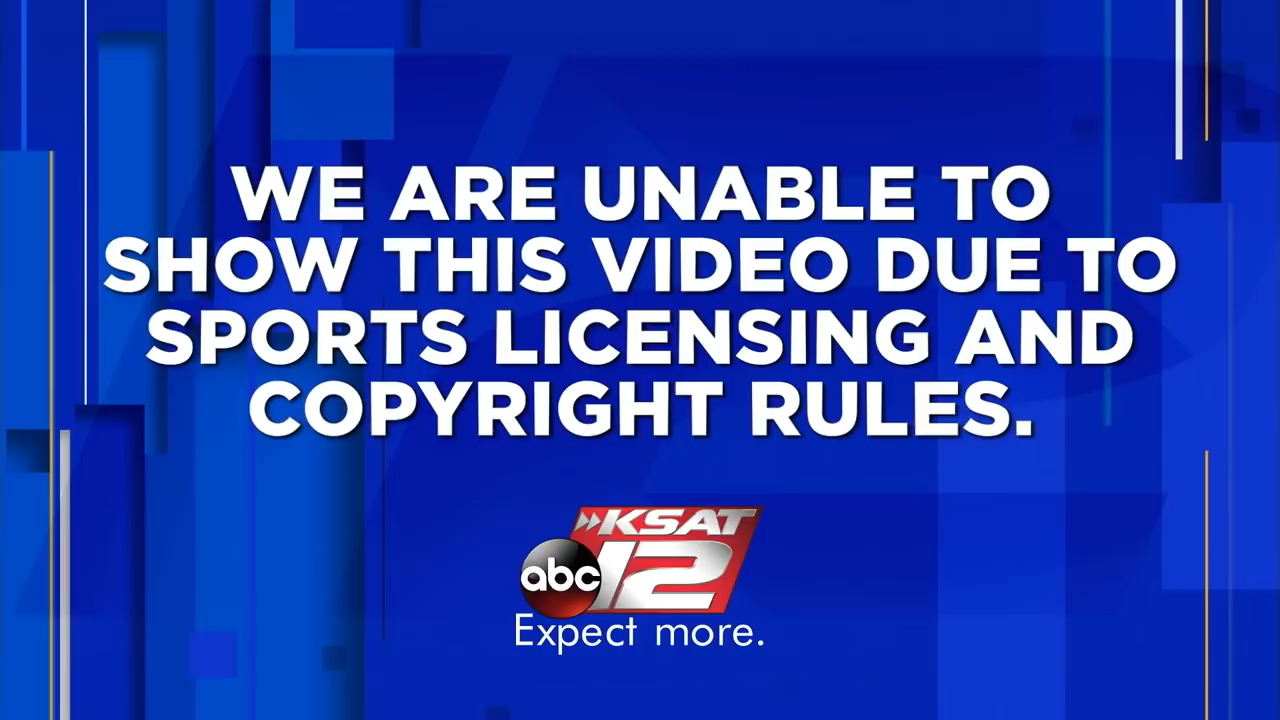 WE ARE UNABLE TO
SHOW THIS VIDEO DUE TO
SPORTS LICENSING AND
COPYRIGHT RULES.
KSAT
abc 12
Expect more.